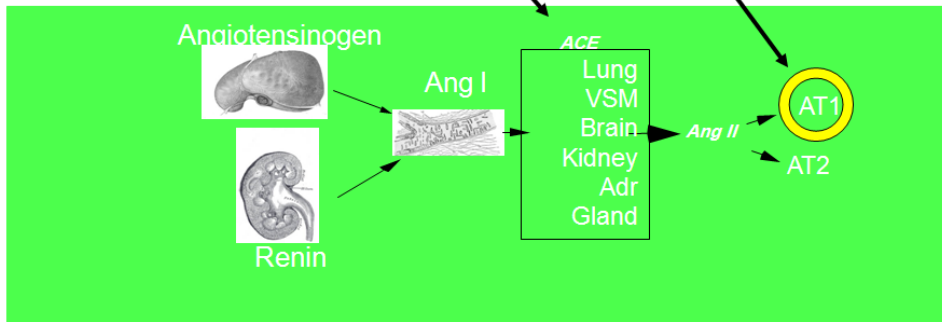 Angiotensinogen
Renin
Ang I
ACE
Lung
VSM
Brain
Kidney
Adr
Gland
Ang II
AT1
AT2